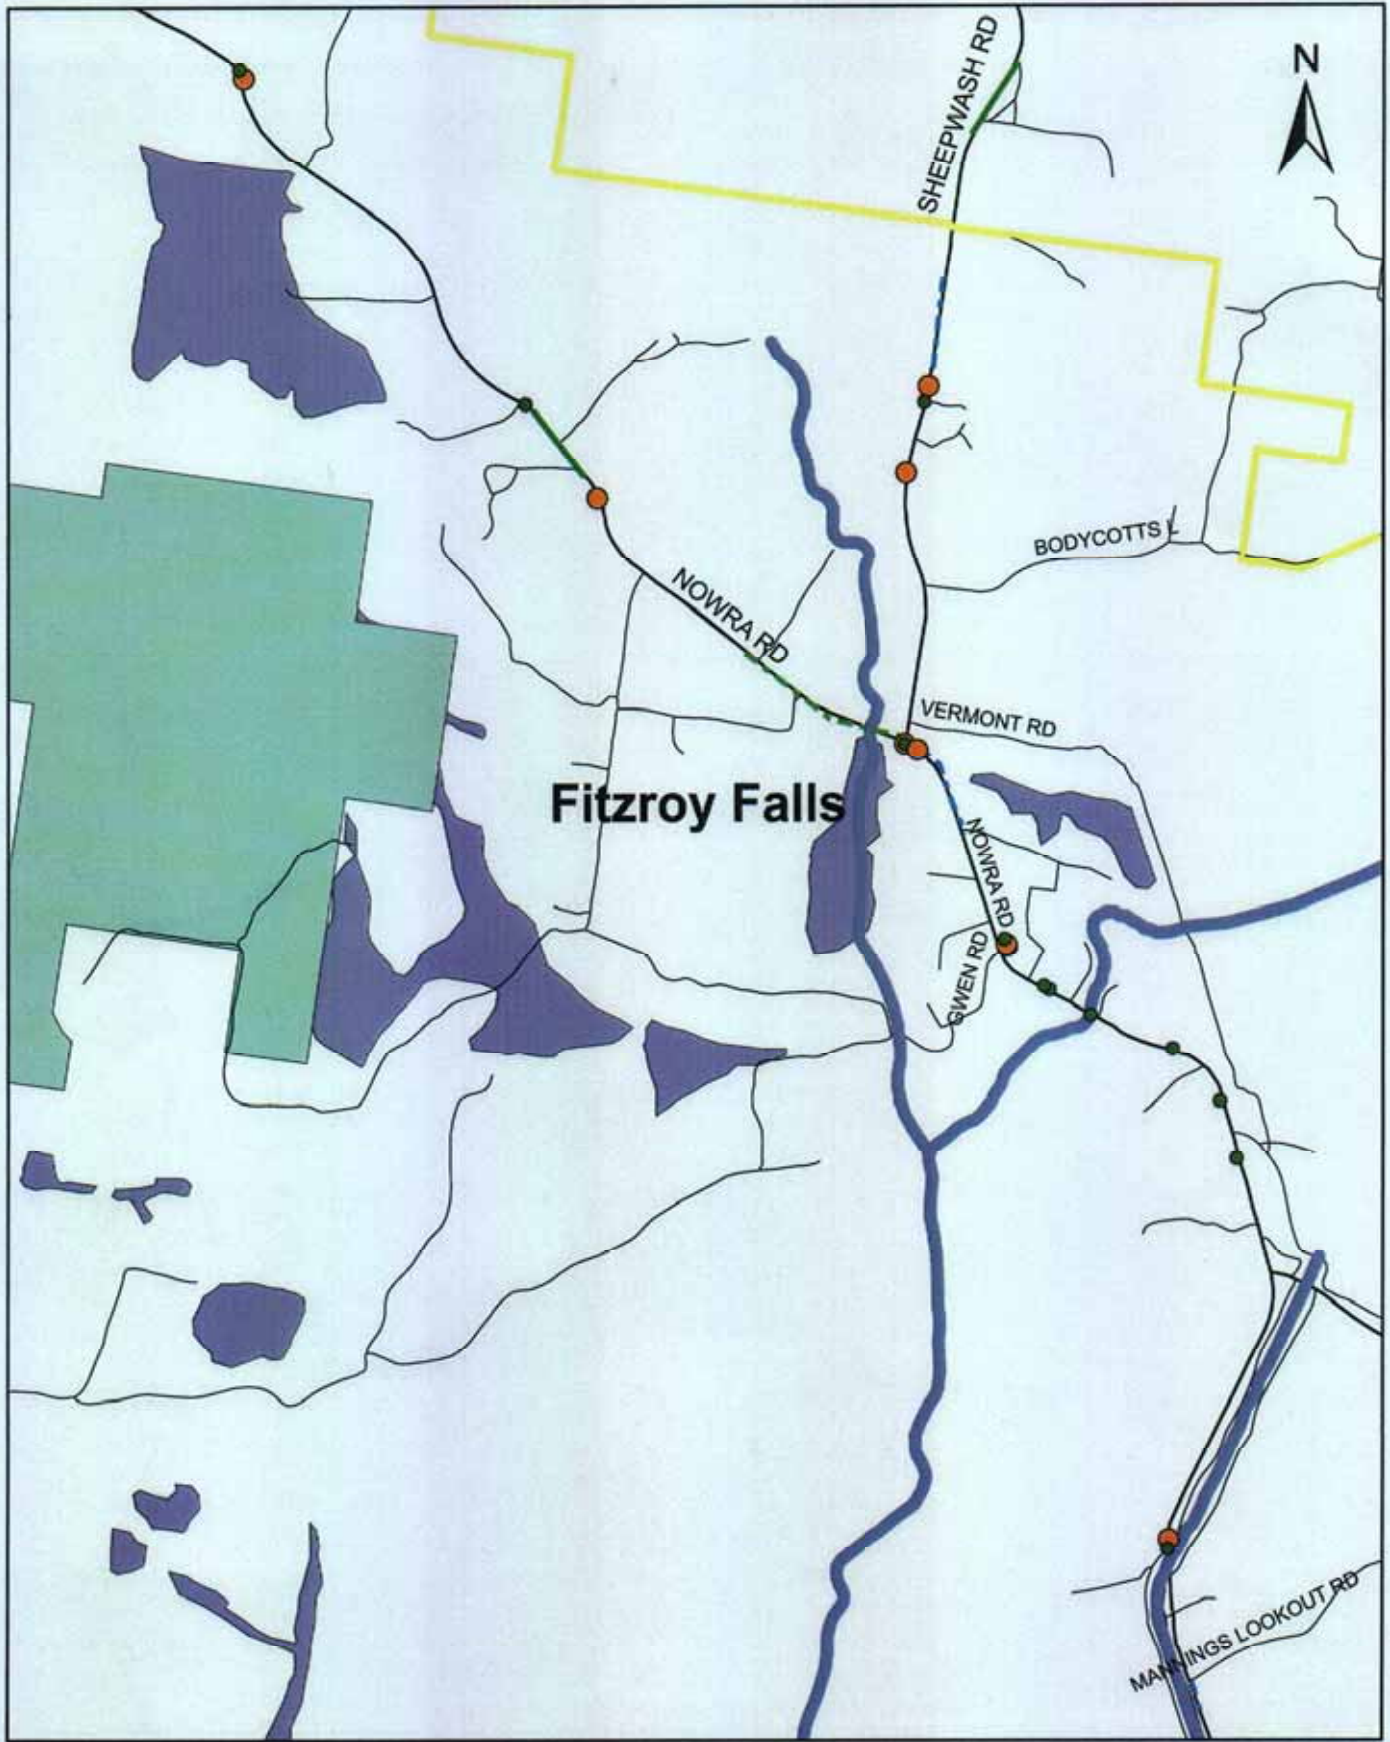 N
SHEEPWASH RD
BODYCOTTS L
NOWRA RD
VERMONT RD
Fitzroy Falls
NOWRA RD
GWEN RD
MANNINGS LOOKOUT RD